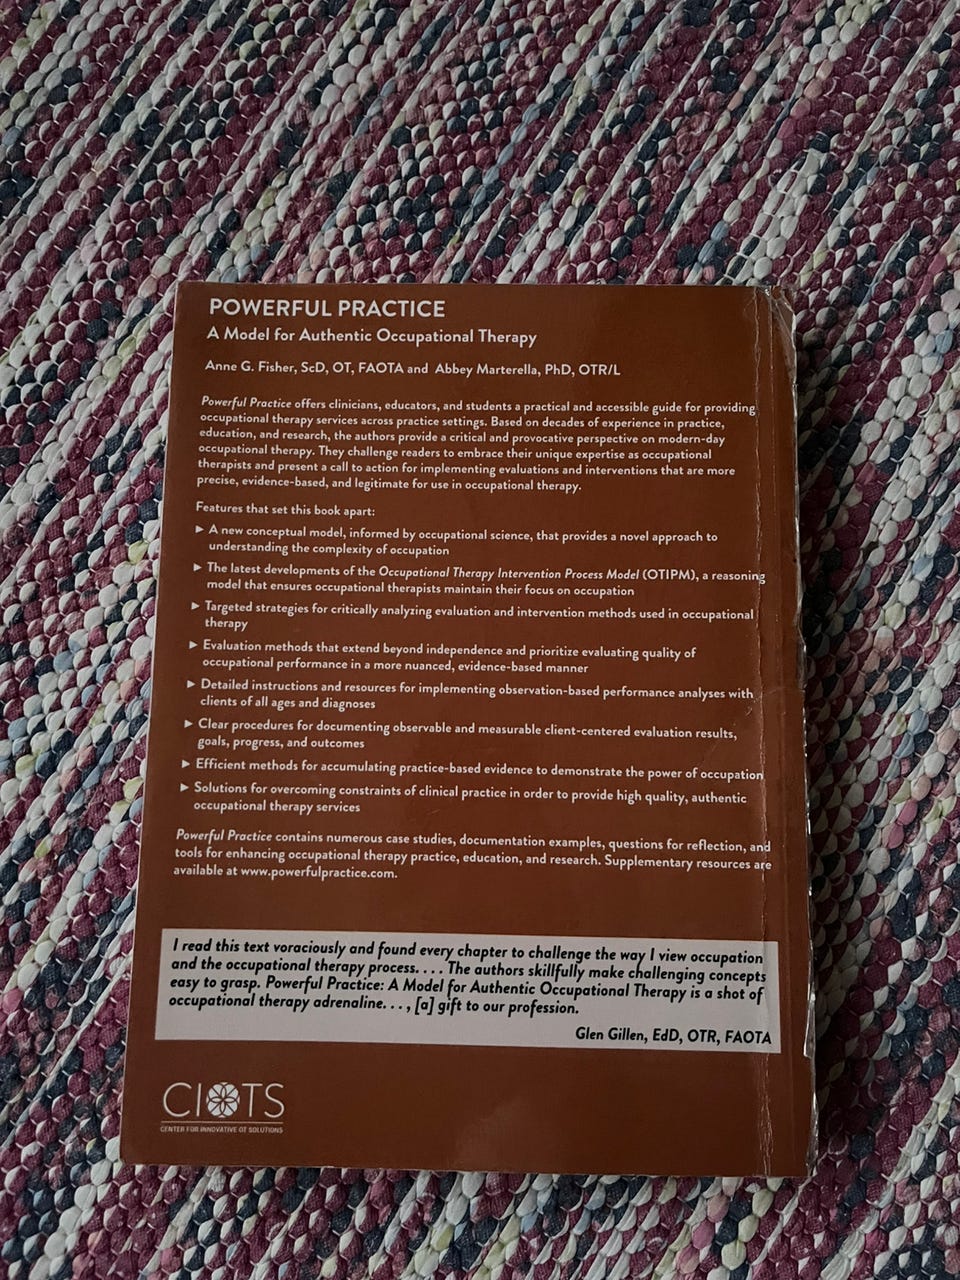 POWERFUL PRACTICE
A Model for Authentic Occupational Therapy
Anne G. Fisher, ScD, OT, FAOTA and Abbey Marterella, PhD, OTR/L
Powerful Practice offers clinicians, educators, and students a practical and accessible guide for providing
occupational therapy services across practice settings. Based on decades of experience in practice,
education, and research, the authors provide a critical and provocative perspective on modern-day
occupational therapy. They challenge readers to embrace their unique expertise as occupational
therapists and present a call to action for implementing evaluations and interventions that are more
precise, evidence-based, and legitimate for use in occupational therapy.
Features that set this book apart:
► A new conceptual model, informed by occupational science, that provides a novel approach to
understanding the complexity of occupation
► The latest developments of the Occupational Therapy Intervention Process Model (OTIPM), a reasoning
model that ensures occupational therapists maintain their focus on occupation
► Targeted strategies for critically analyzing evaluation and intervention methods used in occupational
therapy
► Evaluation methods that extend beyond independence and prioritize evaluating quality of
occupational performance in a more nuanced, evidence-based manner
► Detailed instructions and resources for implementing observation-based performance analyses with
clients of all ages and diagnoses
► Clear procedures for documenting observable and measurable client-centered evaluation results,
goals, progress, and outcomes
► Efficient methods for accumulating practice-based evidence to demonstrate the power of occupation
► Solutions for overcoming constraints of clinical practice in order to provide high quality, authentic
occupational therapy services
Powerful Practice contains numerous case studies, documentation examples, questions for reflection, and
tools for enhancing occupational therapy practice, education, and research. Supplementary resources are
available at www.powerfulpractice.com.
I read this text voraciously and found every chapter to challenge the way I view occupation
and the occupational therapy process. . . . The authors skillfully make challenging concepts
easy to grasp. Powerful Practice: A Model for Authentic Occupational Therapy is a shot of
occupational therapy adrenaline. . . , [a] gift to our profession.
Glen Gillen, EdD, OTR, FAOTA
CIOTS
CENTER FOR INNOVATIVE OT SOLUTIONS